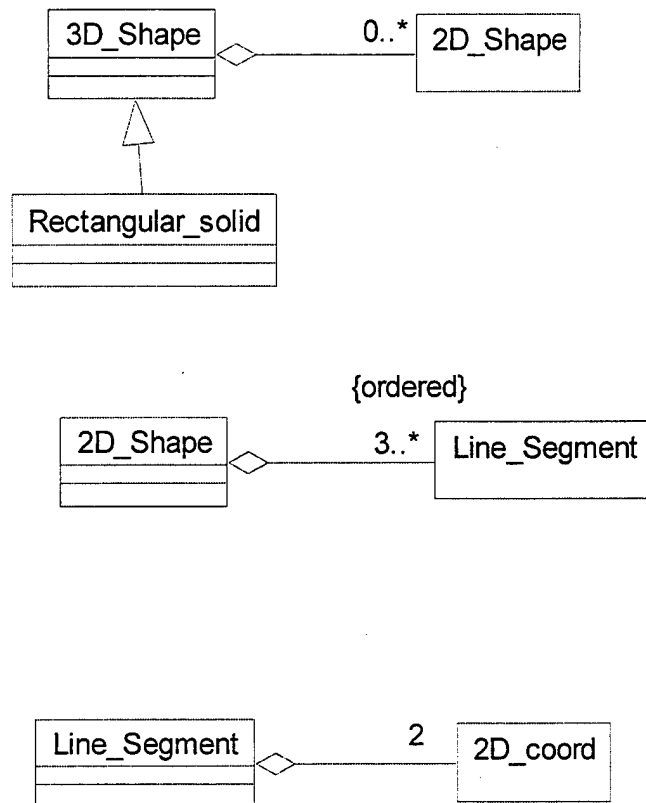 3D_Shape
0..*
2D_Shape
Rectangular_solid
{ordered}
2D_Shape
3..*
Line_Segment
Line_Segment
2
2D_coord